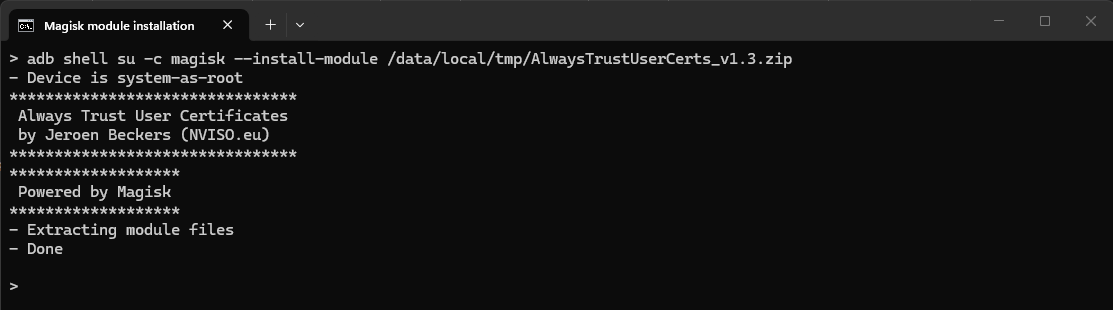 Magisk module installation
> adb shell su -c magisk --install-module /data/local/tmp/AlwaysTrustUserCerts_v1.3.zip
- Device is system-as-root
********************************
 Always Trust User Certificates
 by Jeroen Beckers (NVISO.eu)
********************************
*******************
 Powered by Magisk
*******************
- Extracting module files
- Done
>